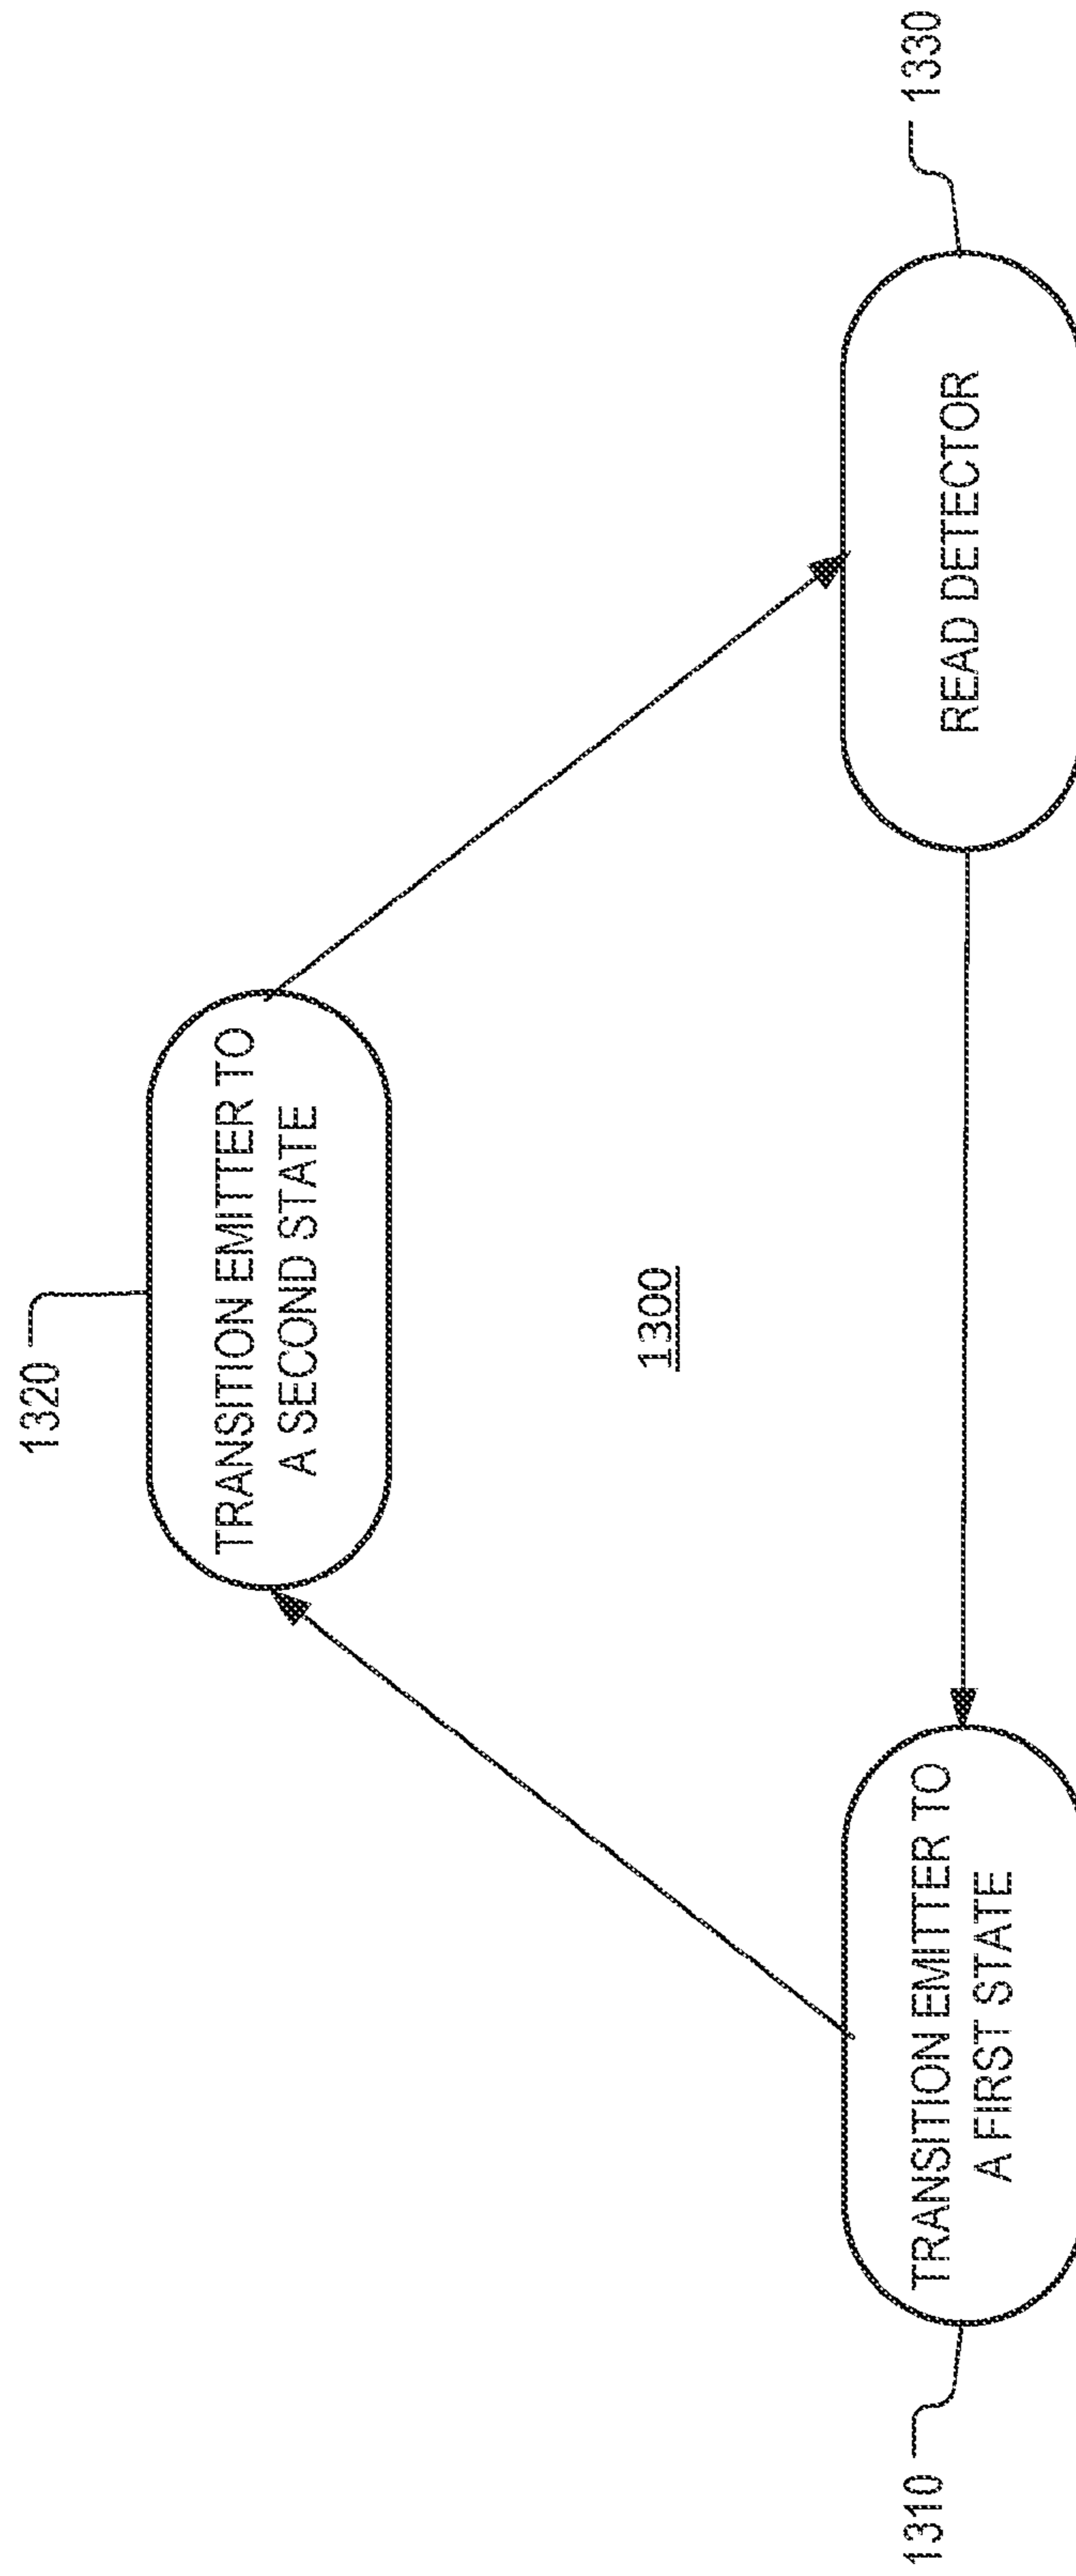 1320
TRANSITION EMITTER TO
A SECOND STATE
1300
1310
TRANSITION EMITTER TO
A FIRST STATE
READ DETECTOR
1330